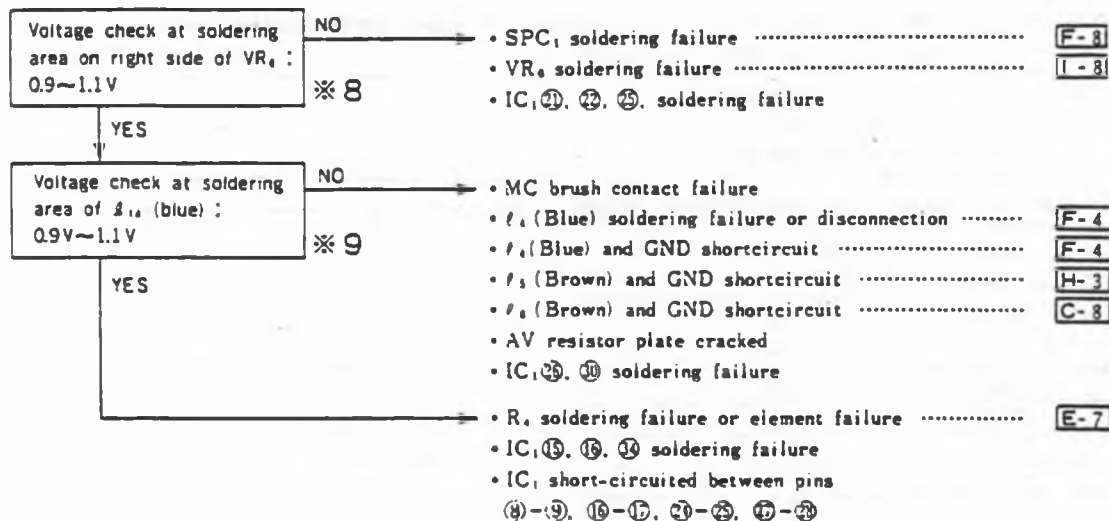 Voltage check at soldering
area on right side of VR₄ :
0.9~1.1V
※8
NO
YES
• SPC₁ soldering failure ........ F-8
• VR₆ soldering failure ........ I-8
• IC₁㉑, ㉒, ㉕, soldering failure
Voltage check at soldering
area of (blue) :
0.9V~1.1V
※9
NO
YES
• MC brush contact failure
• ℓ₄(Blue) soldering failure or disconnection ........ F-4
• ℓ₄(Blue) and GND shortcircuit ........ F-4
• ℓ₅(Brown) and GND shortcircuit ........ H-3
• ℓ₆(Brown) and GND shortcircuit ........ C-8
• AV resistor plate cracked
• IC₁ ㉚ soldering failure
• R₄ soldering failure or element failure ........ E-7
• IC₁⑮, ⑯, ㉞ soldering failure
• IC₁ short-circuited between pins
⑧-⑨, ⑯-⑰, ㉗-㉘